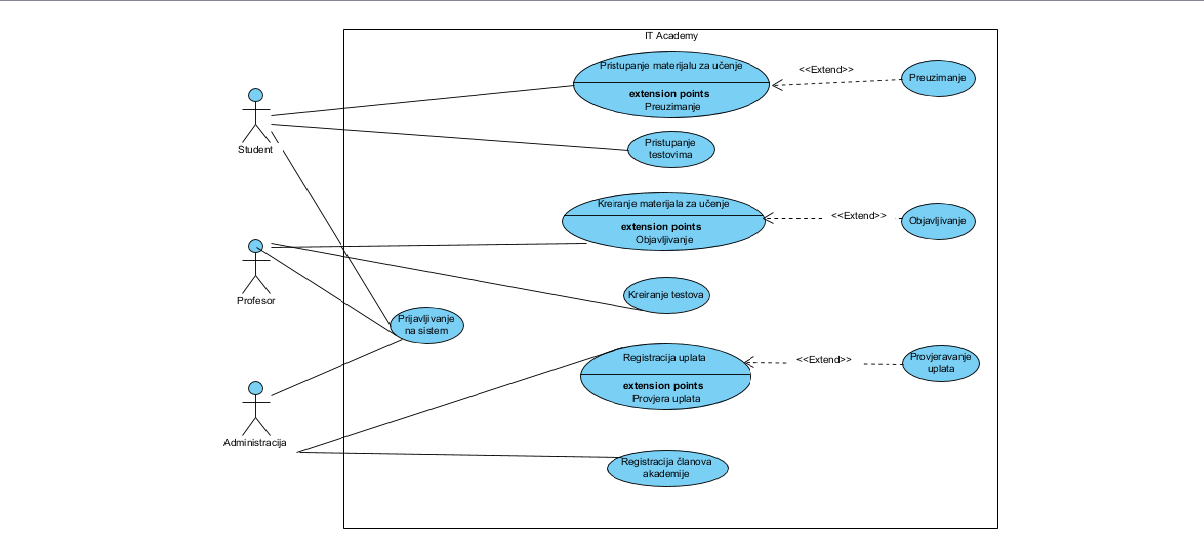 IT Academy
Pristupanje materijalu za učenje
extension points
Preuzimanje
<<Extend>>
Preuzimanje
Student
Pristupanje
testovima
Kreiranje materijala za učenje
extension points
Objavljivanje
<<Extend>>
Objavljivanje
Profesor
Kreiranje testova
Prijavljivanje
na sistem
Registracija uplata
extension points
Provjera uplata
<<Extend>>
Provjeravanje
uplata
Administracija
Registracija članova
akademije